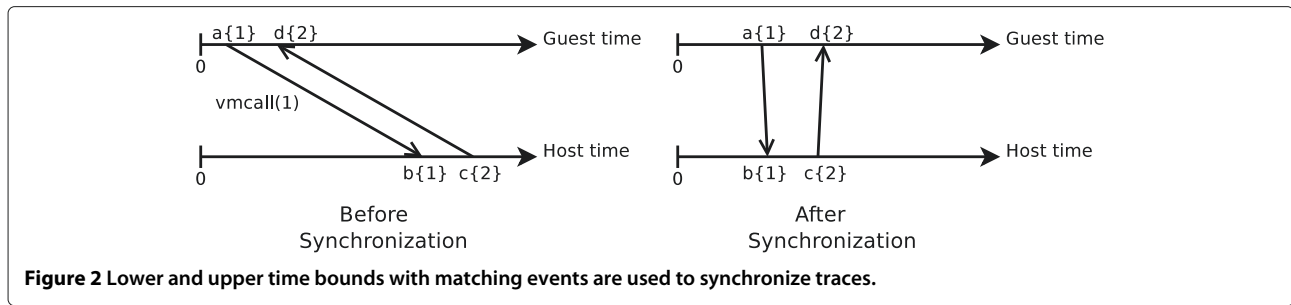 a{1} d{2}
Guest time
0
vmcall(1)
Host time
0
b{1} c{2}
Before
Synchronization
a{1} d{2}
Guest time
0
Host time
0
b{1} c{2}
After
Synchronization
Figure 2 Lower and upper time bounds with matching events are used to synchronize traces.